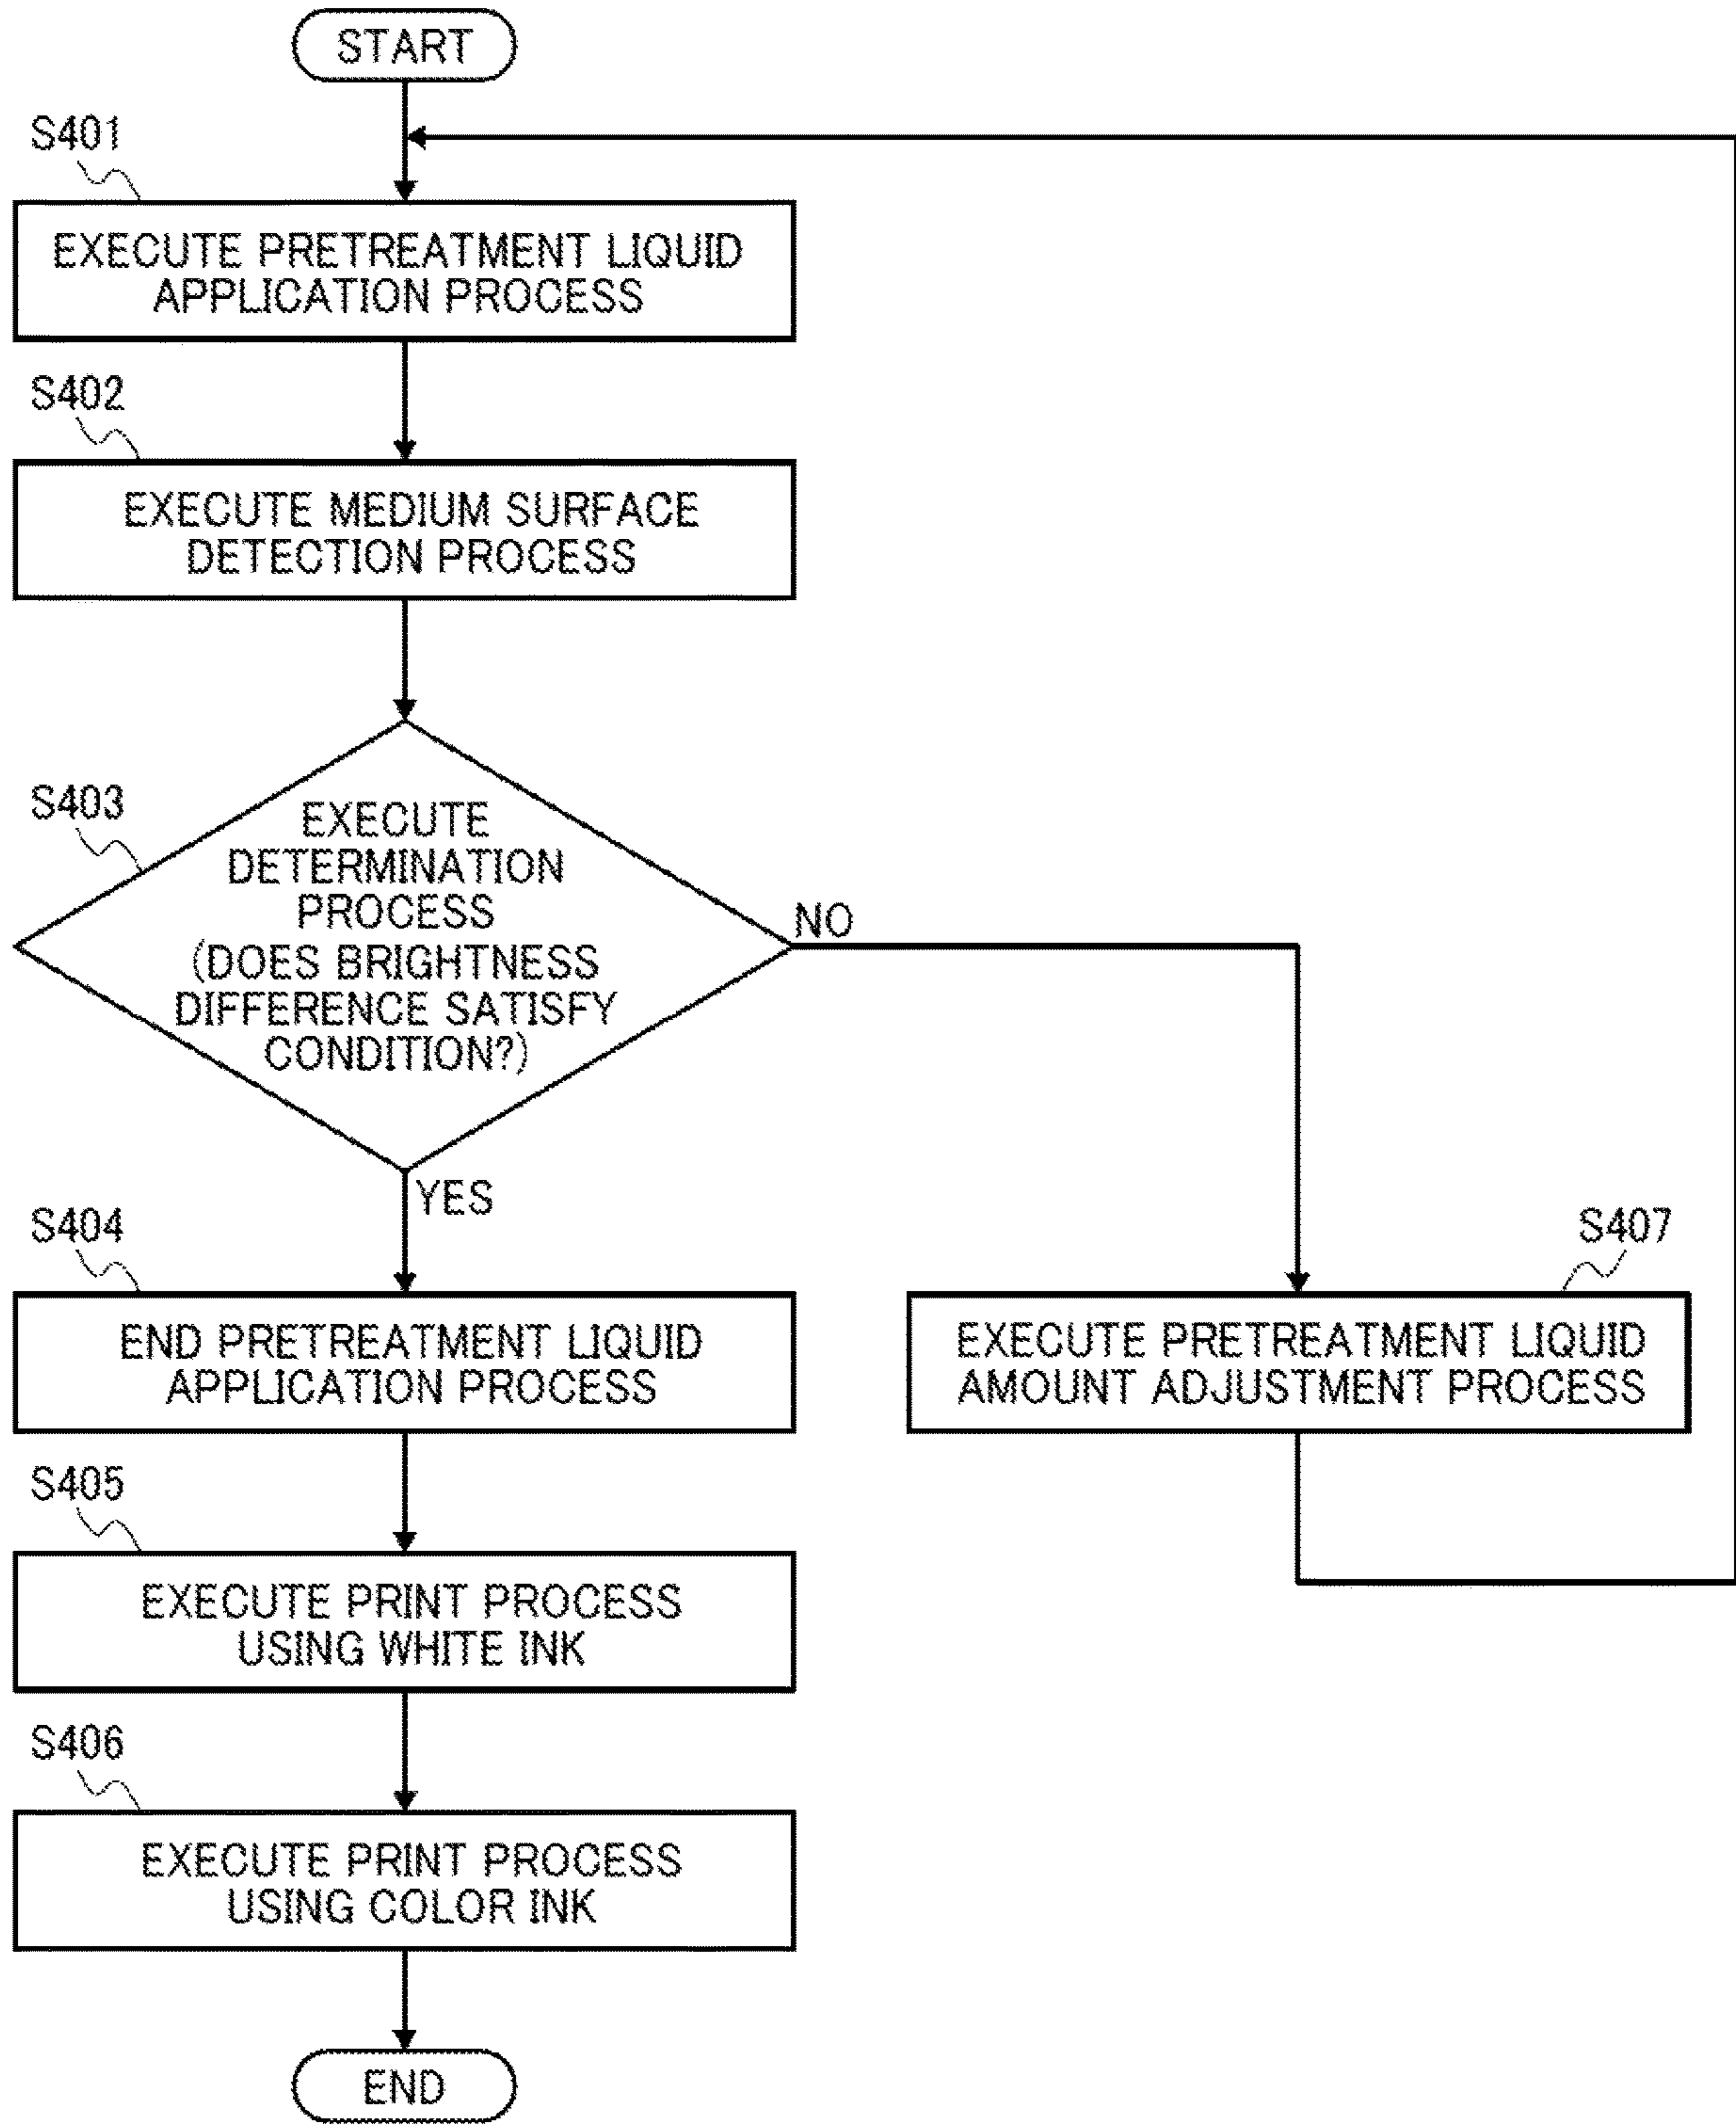 START
S401
EXECUTE PRETREATMENT LIQUID
APPLICATION PROCESS
S402
EXECUTE MEDIUM SURFACE
DETECTION PROCESS
S403
EXECUTE
DETERMINATION
PROCESS
(DOES BRIGHTNESS
DIFFERENCE SATISFY
CONDITION?)
NO
YES
S404
END PRETREATMENT LIQUID
APPLICATION PROCESS
S407
EXECUTE PRETREATMENT LIQUID
AMOUNT ADJUSTMENT PROCESS
S405
EXECUTE PRINT PROCESS
USING WHITE INK
S406
EXECUTE PRINT PROCESS
USING COLOR INK
END